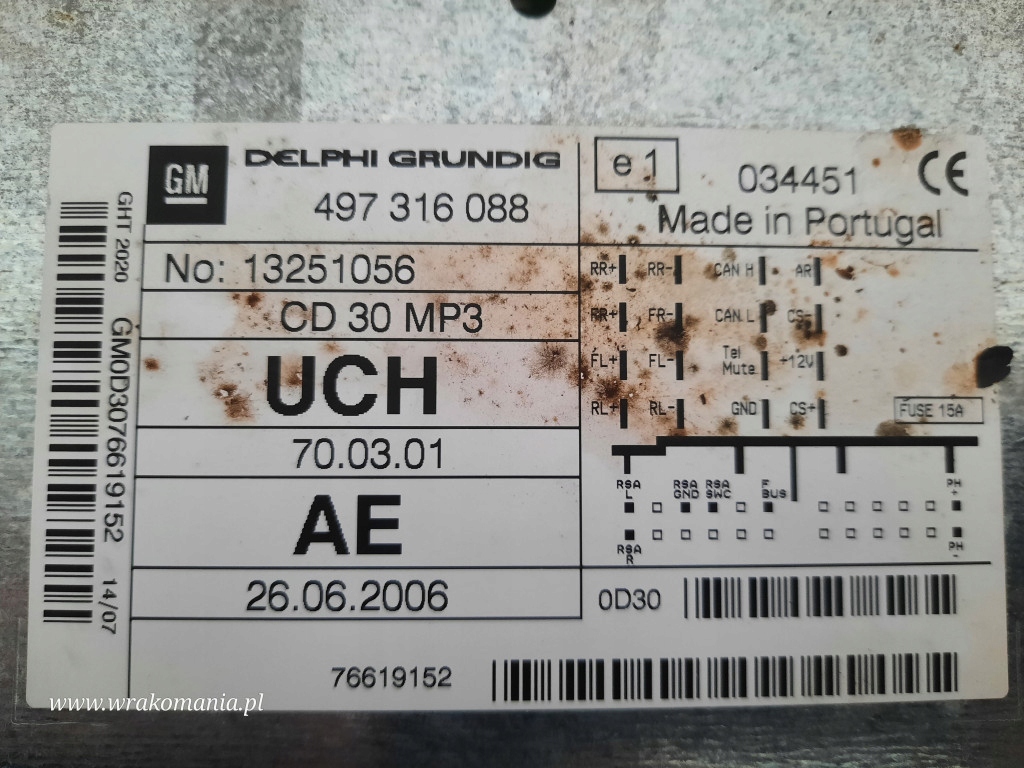 GM
DELPHI GRUNDIG
497 316 088
No: 13251056
CD 30 MP3
UCH
70.03.01
AE
26.06.2006
e1
034451
CE
Made in Portugal
RR+ RR- CAN H AR
RR+ FR- CAN L CS-
FL+ FL- Tel Mute +12V
RL+ RL- GND CS+
FUSE 15A
RSA L RSA GND RSA SWC F BUS PH +
RSA R PH -
0D30
76619152
GHT 2020 GM0D3076619152 14/07
www.wrakomania.pl